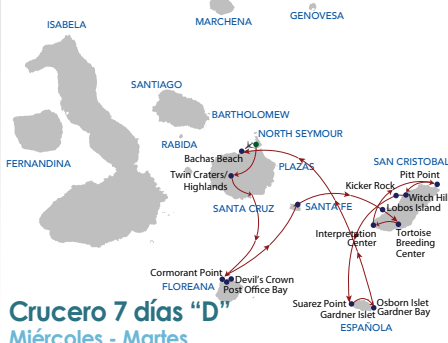 MARCHENA
GENOVESA
ISABELA
SANTIAGO
BARTHOLOMEW
NORTH SEYMOUR
RABIDA
Bachas Beach
FERNANDINA
PLAZAS
Twin Craters/
Highlands
SAN CRISTOBAL
Pitt Point
Kicker Rock
Witch Hil
Lobos Island
SANTA CRUZ
SANTA FE
Interpretation
Center
Tortoise
Breeding
Center
Cormorant Point
Devil's Crown
Post Office Bay
FLOREANA
Suarez Point
Gardner Islet
Osborn Islet
Gardner Bay
ESPAÑOLA
Crucero 7 días “D”
Miércoles - Martes